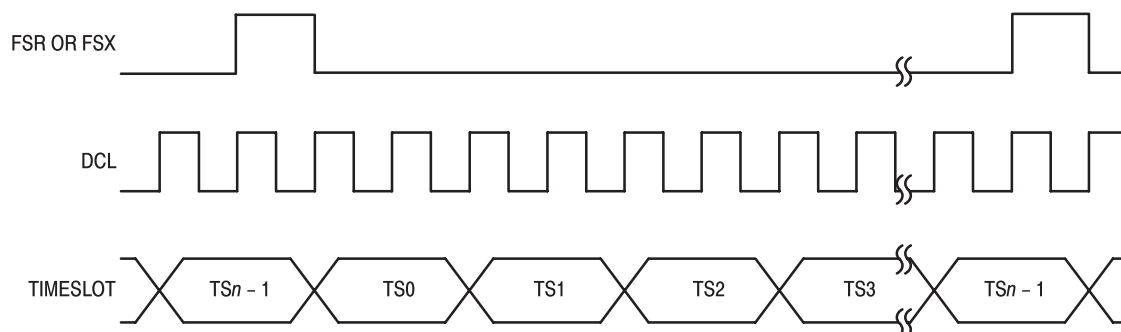 FSR OR FSX
DCL
TIMESLOT TSn – 1 TS0 TS1 TS2 TS3 TSn – 1